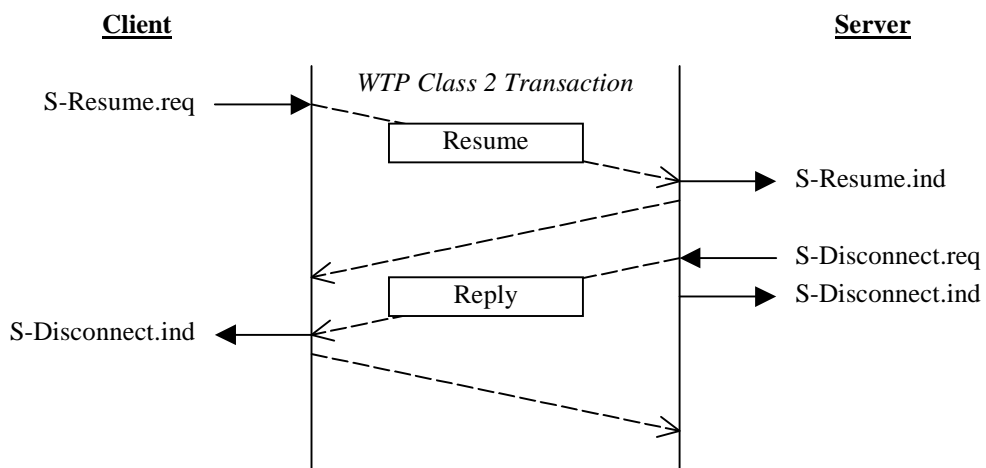 Client
Server
WTP Class 2 Transaction
S-Resume.req
Resume
S-Resume.ind
S-Disconnect.req
Reply
S-Disconnect.ind
S-Disconnect.ind